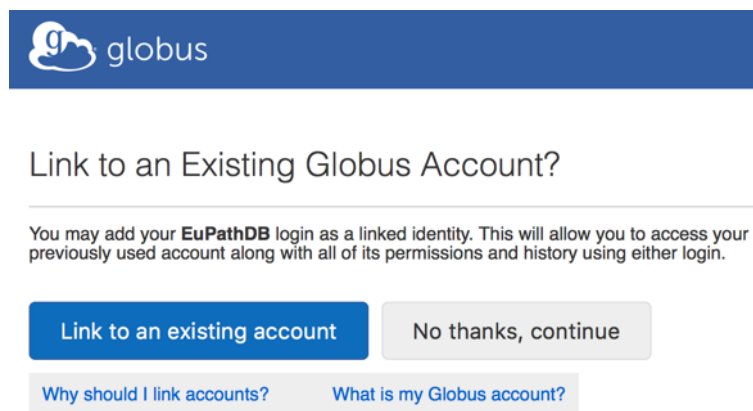 globus
Link to an Existing Globus Account?
You may add your EuPathDB login as a linked identity. This will allow you to access your
previously used account along with all of its permissions and history using either login.
Link to an existing account No thanks, continue
Why should I link accounts? What is my Globus account?